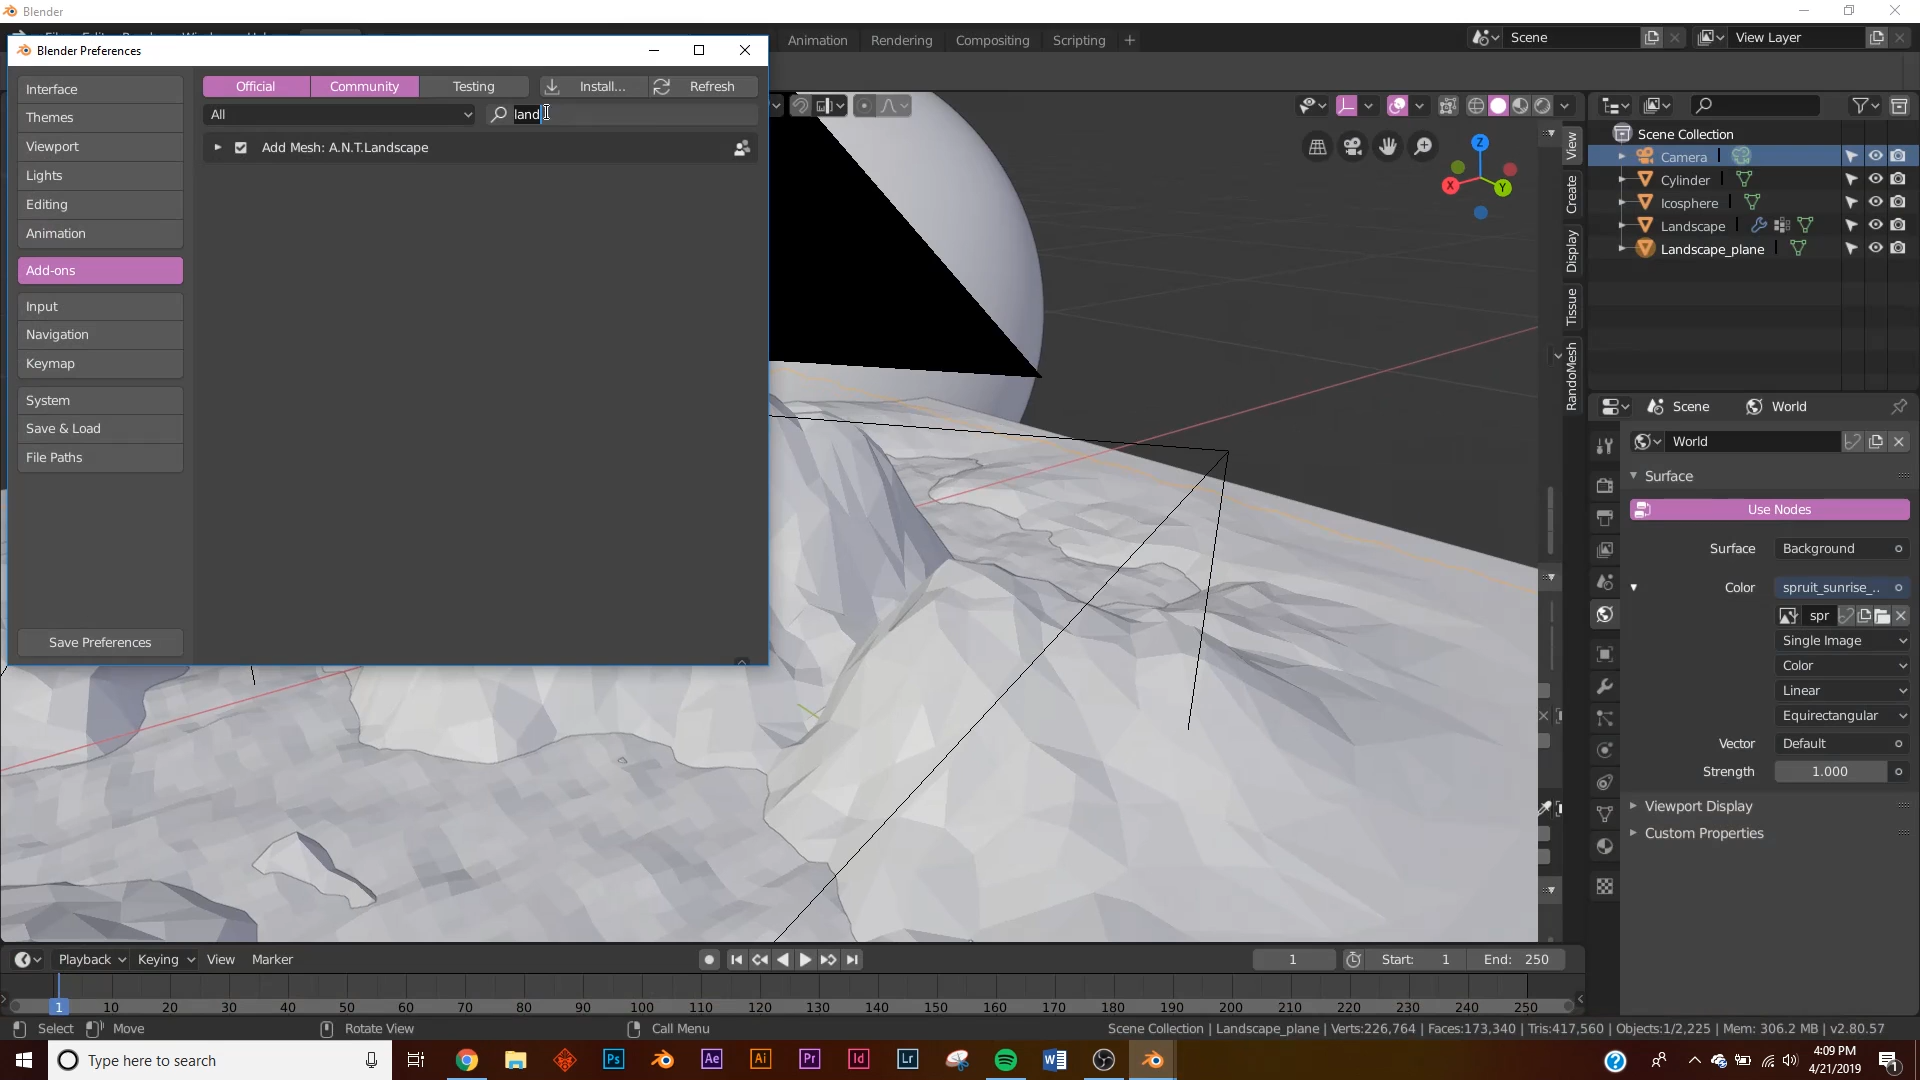 Blender
Animation Rendering Compositing Scripting Scene View Layer
Blender Preferences
Interface
Themes
Viewport
Lights
Editing
Animation
Add-ons
Input
Navigation
Keymap
System
Save & Load
File Paths
Save Preferences
Official Community Testing Install... Refresh
All land
Add Mesh: A.N.T.Landscape
Z
X Y
View
Create
Display
Tissue
RandoMesh
Scene Collection
Camera
Cylinder
Icosphere
Landscape
Landscape_plane
Scene World
World
Surface
Use Nodes
Surface Background
Color spruit_sunrise_..
spr
Single Image
Color
Linear
Equirectangular
Vector Default
Strength 1.000
Viewport Display
Custom Properties
Playback Keying View Marker 1 Start: 1 End: 250
1 10 20 30 40 50 60 70 80 90 100 110 120 130 140 150 160 170 180 190 200 210 220 230 240 250
Select Move Rotate View Call Menu Scene Collection | Landscape_plane | Verts:226,764 | Faces:173,340 | Tris:417,560 | Objects:1/2,225 | Mem: 306.2 MB | v2.80.57
Type here to search Ps Ae Ai Pr Id Lr 4:09 PM
4/21/2019 1